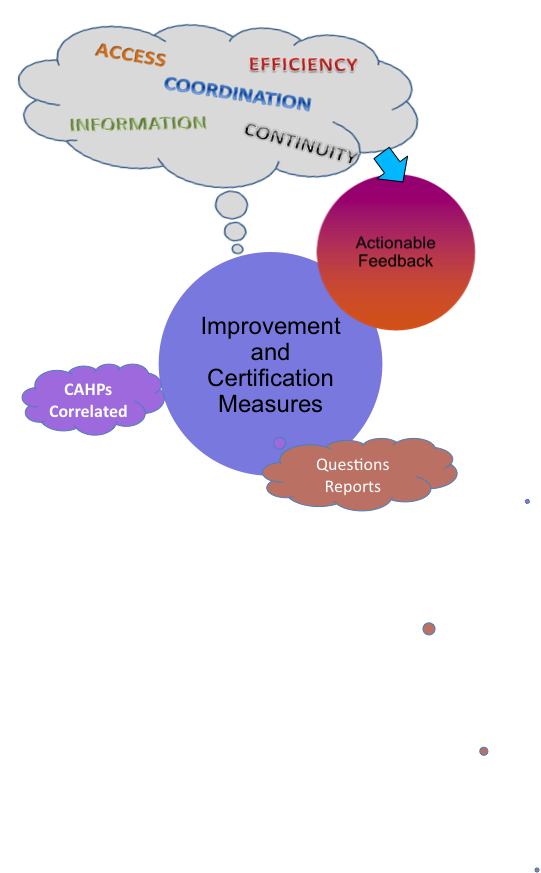 ACCESS
EFFICIENCY
COORDINATION
INFORMATION
CONTINUITY
Actionable
Feedback
Improvement
and
Certification
Measures
CAHPs
Correlated
Questions
Reports